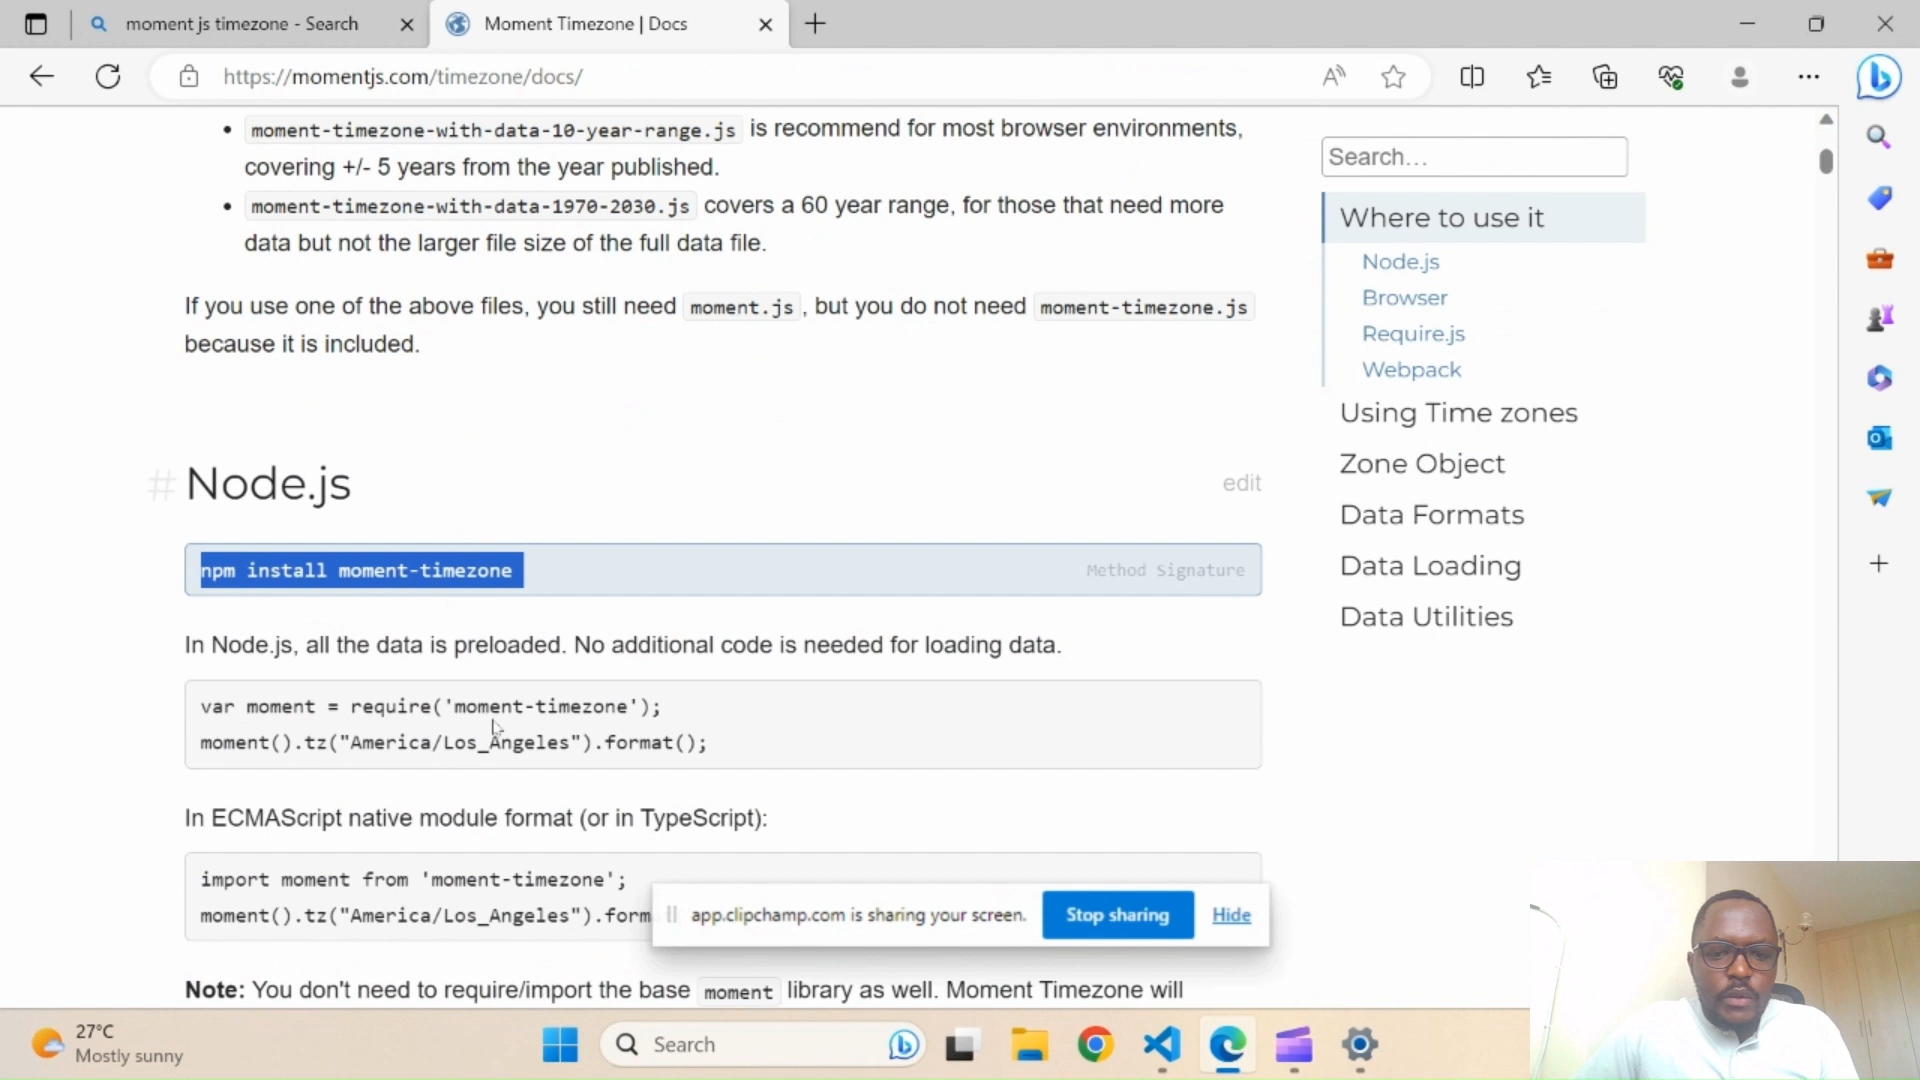 moment js timezone - Search
Moment Timezone | Docs
https://momentjs.com/timezone/docs/
moment-timezone-with-data-10-year-range.js is recommend for most browser environments,
covering +/- 5 years from the year published.
moment-timezone-with-data-1970-2030.js covers a 60 year range, for those that need more
data but not the larger file size of the full data file.
If you use one of the above files, you still need moment.js, but you do not need moment-timezone.js
because it is included.
# Node.js
edit
npm install moment-timezone
Method Signature
In Node.js, all the data is preloaded. No additional code is needed for loading data.
var moment = require('moment-timezone');
moment().tz("America/Los_Angeles").format();
In ECMAScript native module format (or in TypeScript):
import moment from 'moment-timezone';
moment().tz("America/Los_Angeles").form
Note: You don't need to require/import the base moment library as well. Moment Timezone will
Search...
Where to use it
Node.js
Browser
Require.js
Webpack
Using Time zones
Zone Object
Data Formats
Data Loading
Data Utilities
app.clipchamp.com is sharing your screen.
Stop sharing
Hide
27°C
Mostly sunny
Search